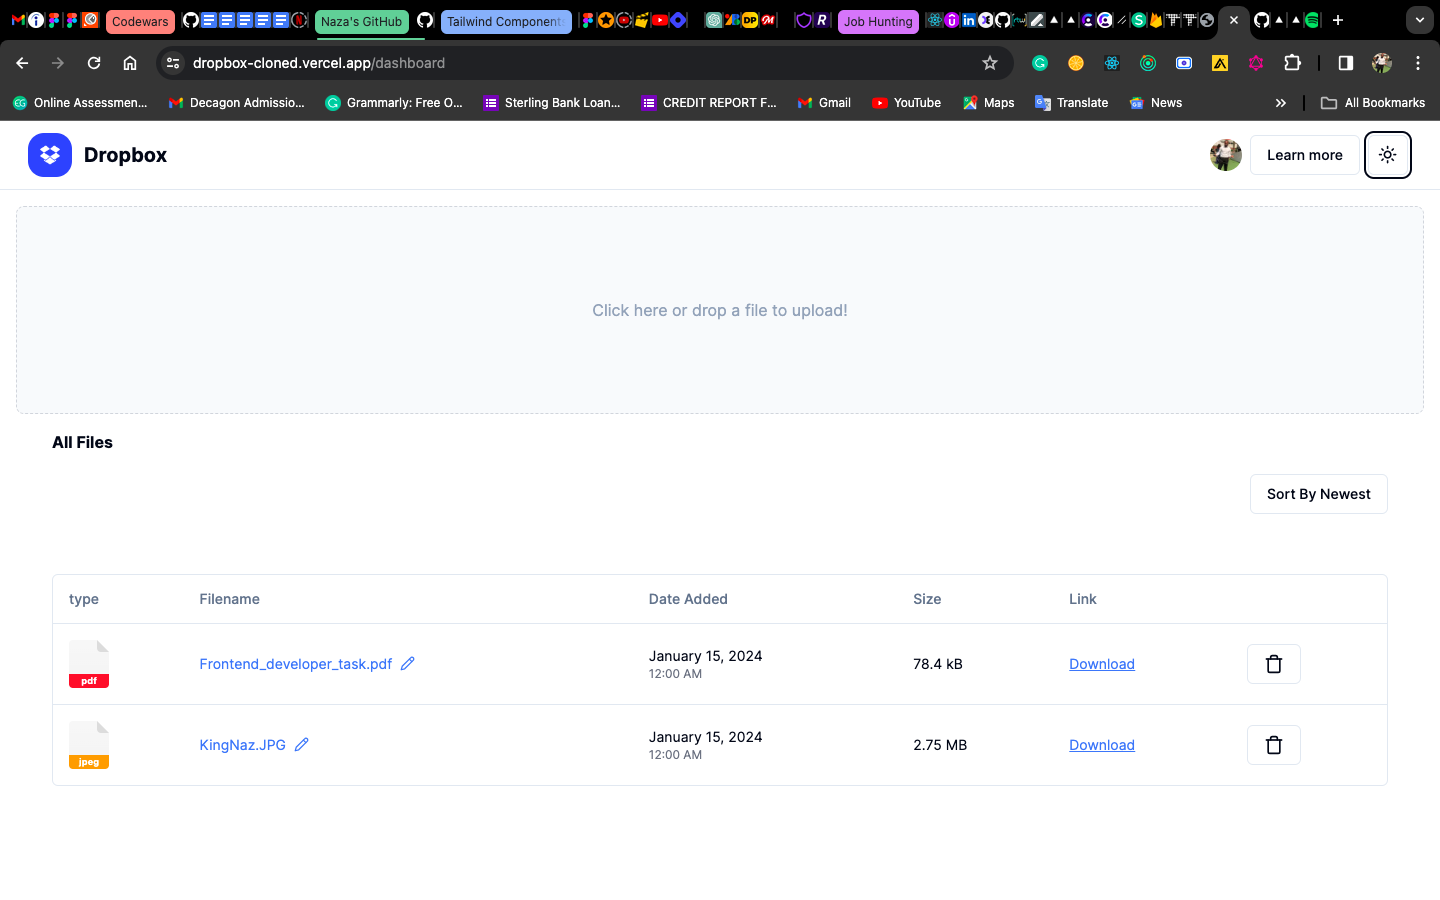 Codewars
Naza's GitHub
Tailwind Component
Job Hunting
dropbox-cloned.vercel.app/dashboard
Online Assessmen...
Decagon Admissio...
Grammarly: Free O...
Sterling Bank Loan...
CREDIT REPORT F...
Gmail
YouTube
Maps
Translate
News
All Bookmarks
Dropbox
Learn more
Click here or drop a file to upload!
All Files
Sort By Newest
type Filename Date Added Size Link
pdf Frontend_developer_task.pdf January 15, 2024 78.4 kB Download
12:00 AM
jpeg KingNaz.JPG January 15, 2024 2.75 MB Download
12:00 AM